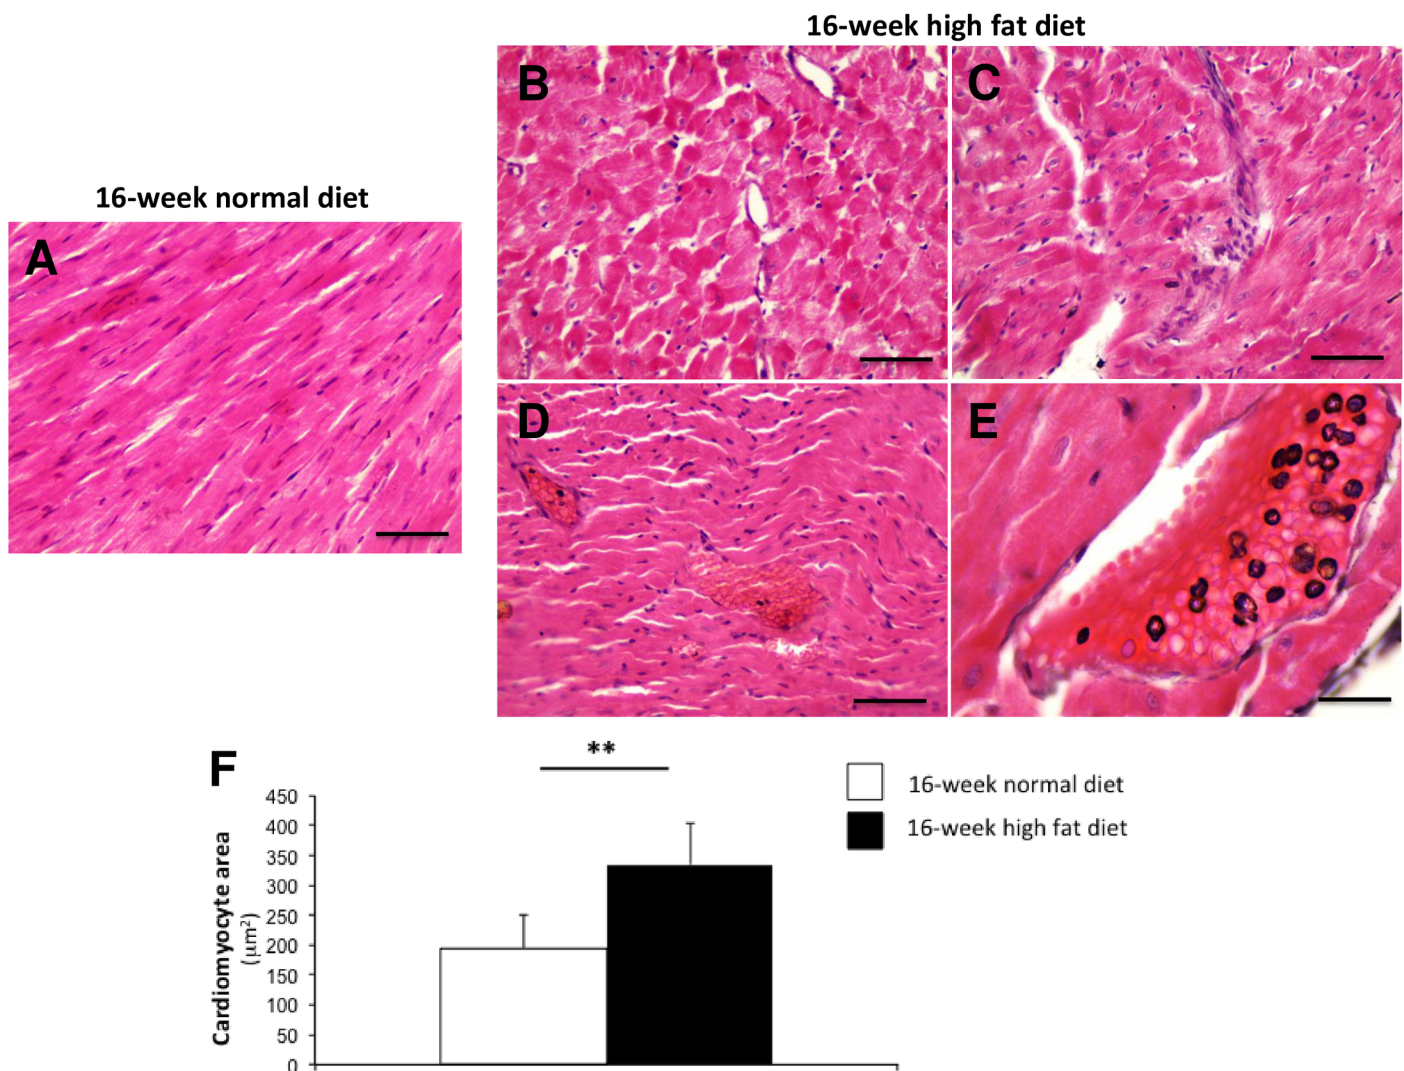 16-week high fat diet
B
C
16-week normal diet
A
D
E
F
**
450
400
350
300
250
200
150
100
50
0
Cardiomyocyte area
(μm²)
16-week normal diet
16-week high fat diet